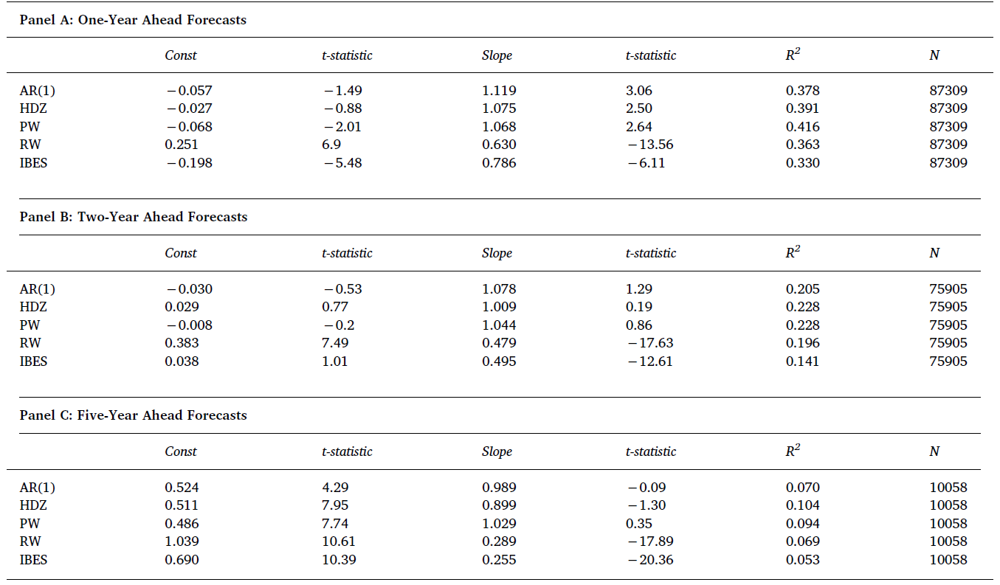 Panel A: One-Year Ahead Forecasts
Const t-statistic Slope t-statistic R² N
AR(1) −0.057 −1.49 1.119 3.06 0.378 87309
HDZ −0.027 −0.88 1.075 2.50 0.391 87309
PW −0.068 −2.01 1.068 2.64 0.416 87309
RW 0.251 6.9 0.630 −13.56 0.363 87309
IBES −0.198 −5.48 0.786 −6.11 0.330 87309
Panel B: Two-Year Ahead Forecasts
Const t-statistic Slope t-statistic R² N
AR(1) −0.030 −0.53 1.078 1.29 0.205 75905
HDZ 0.029 0.77 1.009 0.19 0.228 75905
PW −0.008 −0.2 1.044 0.86 0.228 75905
RW 0.383 7.49 0.479 −17.63 0.196 75905
IBES 0.038 1.01 0.495 −12.61 0.141 75905
Panel C: Five-Year Ahead Forecasts
Const t-statistic Slope t-statistic R² N
AR(1) 0.524 4.29 0.989 −0.09 0.070 10058
HDZ 0.511 7.95 0.899 −1.30 0.104 10058
PW 0.486 7.74 1.029 0.35 0.094 10058
RW 1.039 10.61 0.289 −17.89 0.069 10058
IBES 0.690 10.39 0.255 −20.36 0.053 10058